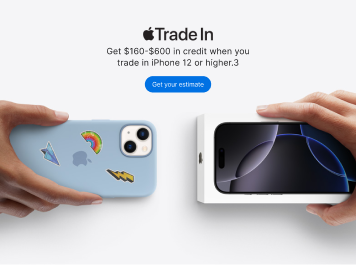 Trade In
Get $160-$600 in credit when you
trade in iPhone 12 or higher.3
Get your estimate